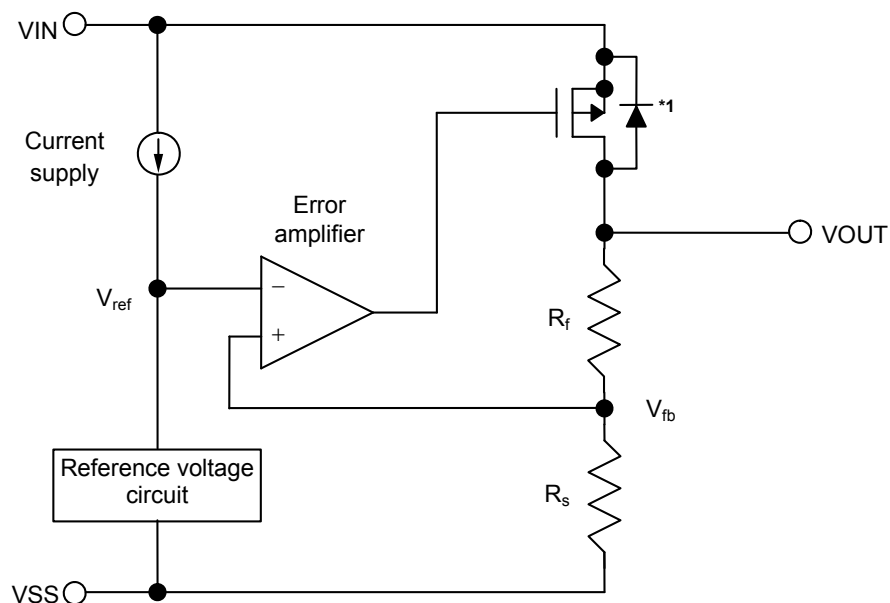 VIN
*1
Current
supply
Error
amplifier
VOUT
Vref
−
+
Rf
Vfb
Reference voltage
circuit
Rs
VSS